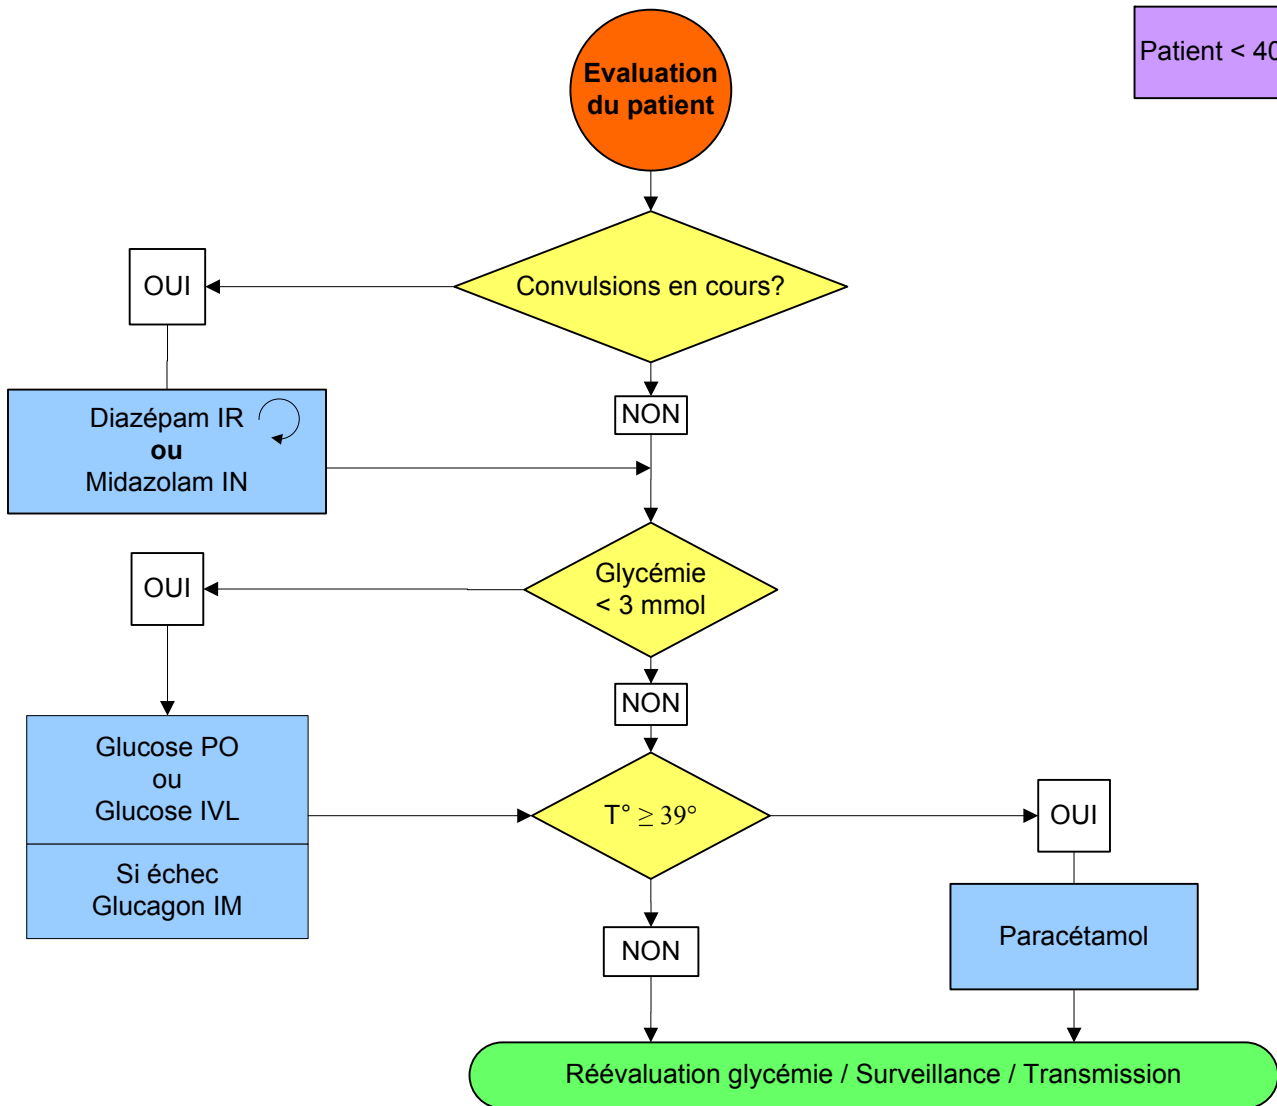 Evaluation
du patient
Patient < 40
Convulsions en cours?
OUI
NON
Diazépam IR
ou
Midazolam IN
Glycémie
< 3 mmol
OUI
NON
Glucose PO
ou
Glucose IVL
Si échec
Glucagon IM
T° ≥ 39°
OUI
NON
Paracétamol
Réévaluation glycémie / Surveillance / Transmission